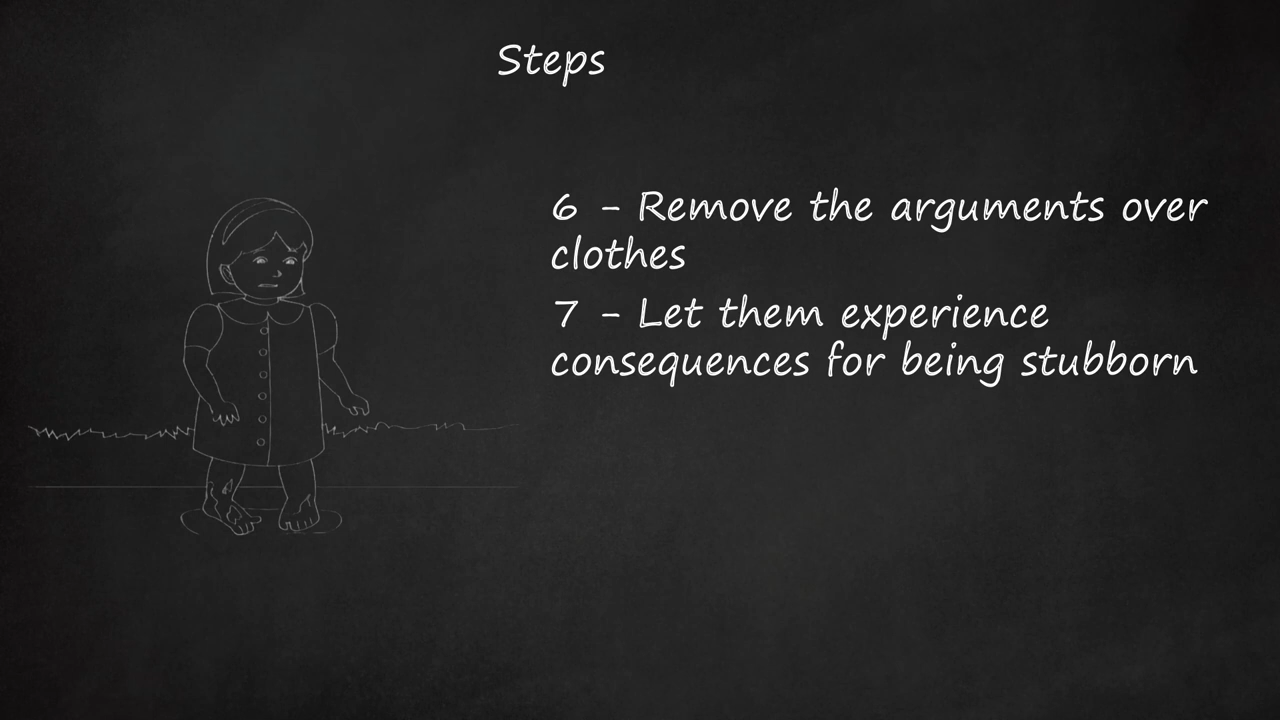 Steps
6 - Remove the arguments over
clothes
7 - Let them experience
consequences for being stubborn